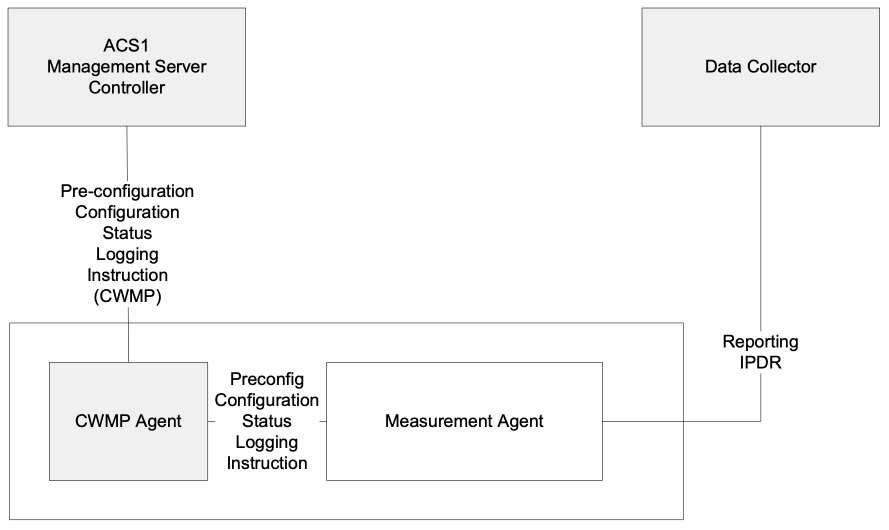 ACS1
Management Server
Controller
Data Collector
Pre-configuration
Configuration
Status
Logging
Instruction
(CWMP)
Reporting
IPDR
CWMP Agent
Preconfig
Configuration
Status
Logging
Instruction
Measurement Agent